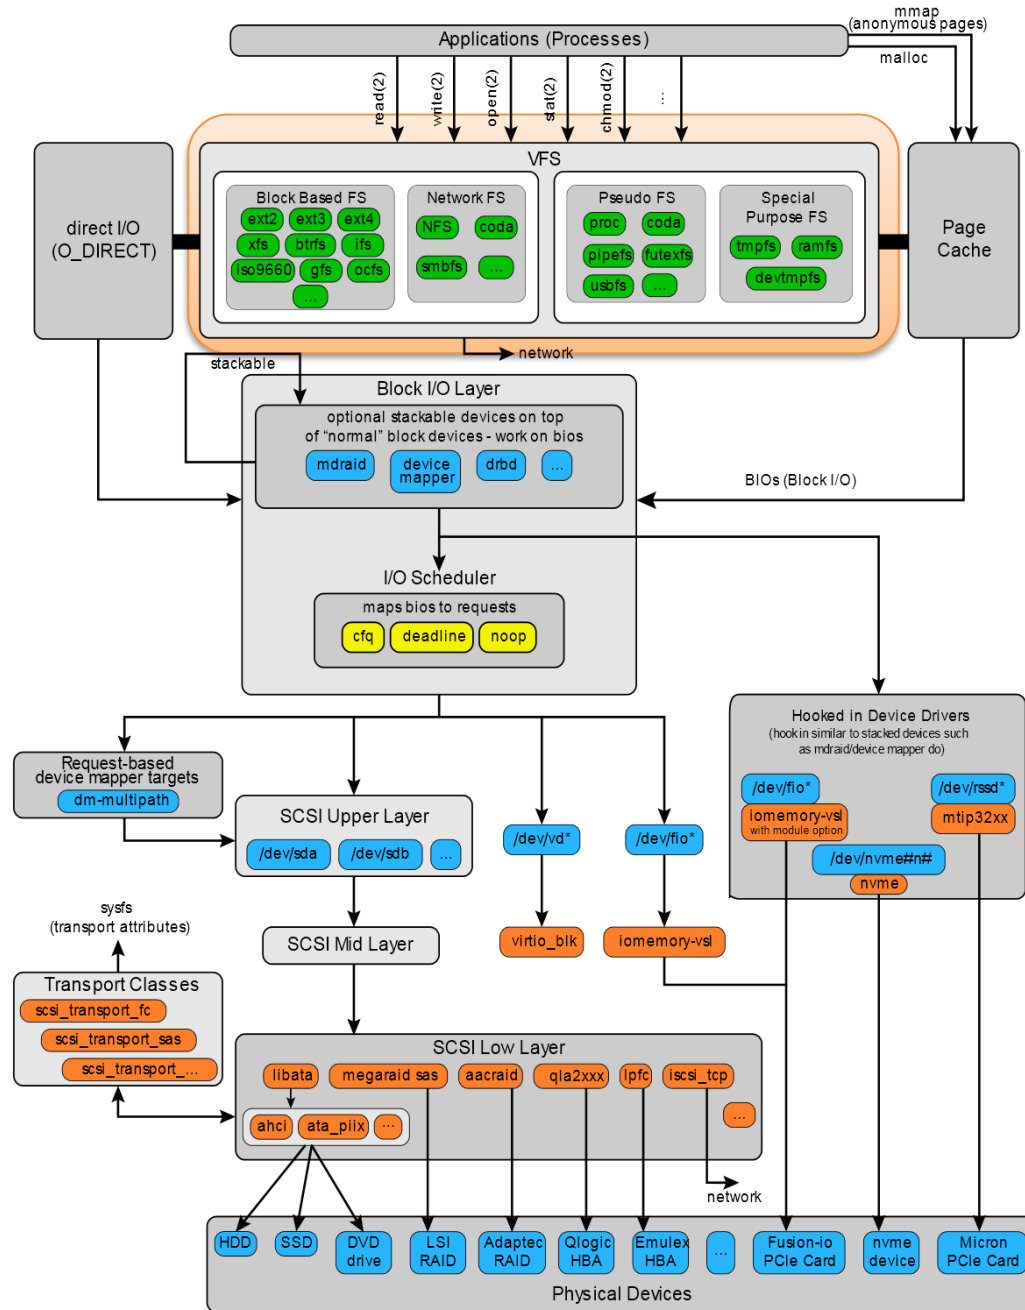 mmap
(anonymous pages)
Applications (Processes)
malloc
read(2)
write(2)
open(2)
stat(2)
chmod(2)
...
VFS
direct I/O
(O_DIRECT)
Block Based FS
ext2 ext3 ext4
xfs btrfs ifs
iso9660 gfs ocfs
...
Network FS
NFS coda
smbfs ...
Pseudo FS
proc coda
pipefs futexfs
usbfs ...
Special
Purpose FS
tmpfs ramfs
devtmpfs
Page
Cache
network
stackable
Block I/O Layer
optional stackable devices on top
of “normal” block devices - work on bios
mdraid device mapper drbd ...
BIOs (Block I/O)
I/O Scheduler
maps bios to requests
cfq deadline noop
Hooked in Device Drivers
(hook in similar to stacked devices such
as mdraid/device mapper do)
/dev/fio* /dev/rssd*
iomemory-vsl mtip32xx
with module option
/dev/nvme#n#
nvme
Request-based
device mapper targets
dm-multipath
SCSI Upper Layer
/dev/sda /dev/sdb ...
/dev/vd*
/dev/fio*
sysfs
(transport attributes)
SCSI Mid Layer
virtio_blk
iomemory-vsl
Transport Classes
scsi_transport_fc
scsi_transport_sas
scsi_transport_...
SCSI Low Layer
libata megaraid sas aacraid qla2xxx lpfc iscsi_tcp
...
ahci ata_piix ...
network
HDD
SSD
DVD
drive
LSI
RAID
Adaptec
RAID
Qlogic
HBA
Emulex
HBA
...
Fusion-io
PCIe Card
nvme
device
Micron
PCIe Card
Physical Devices